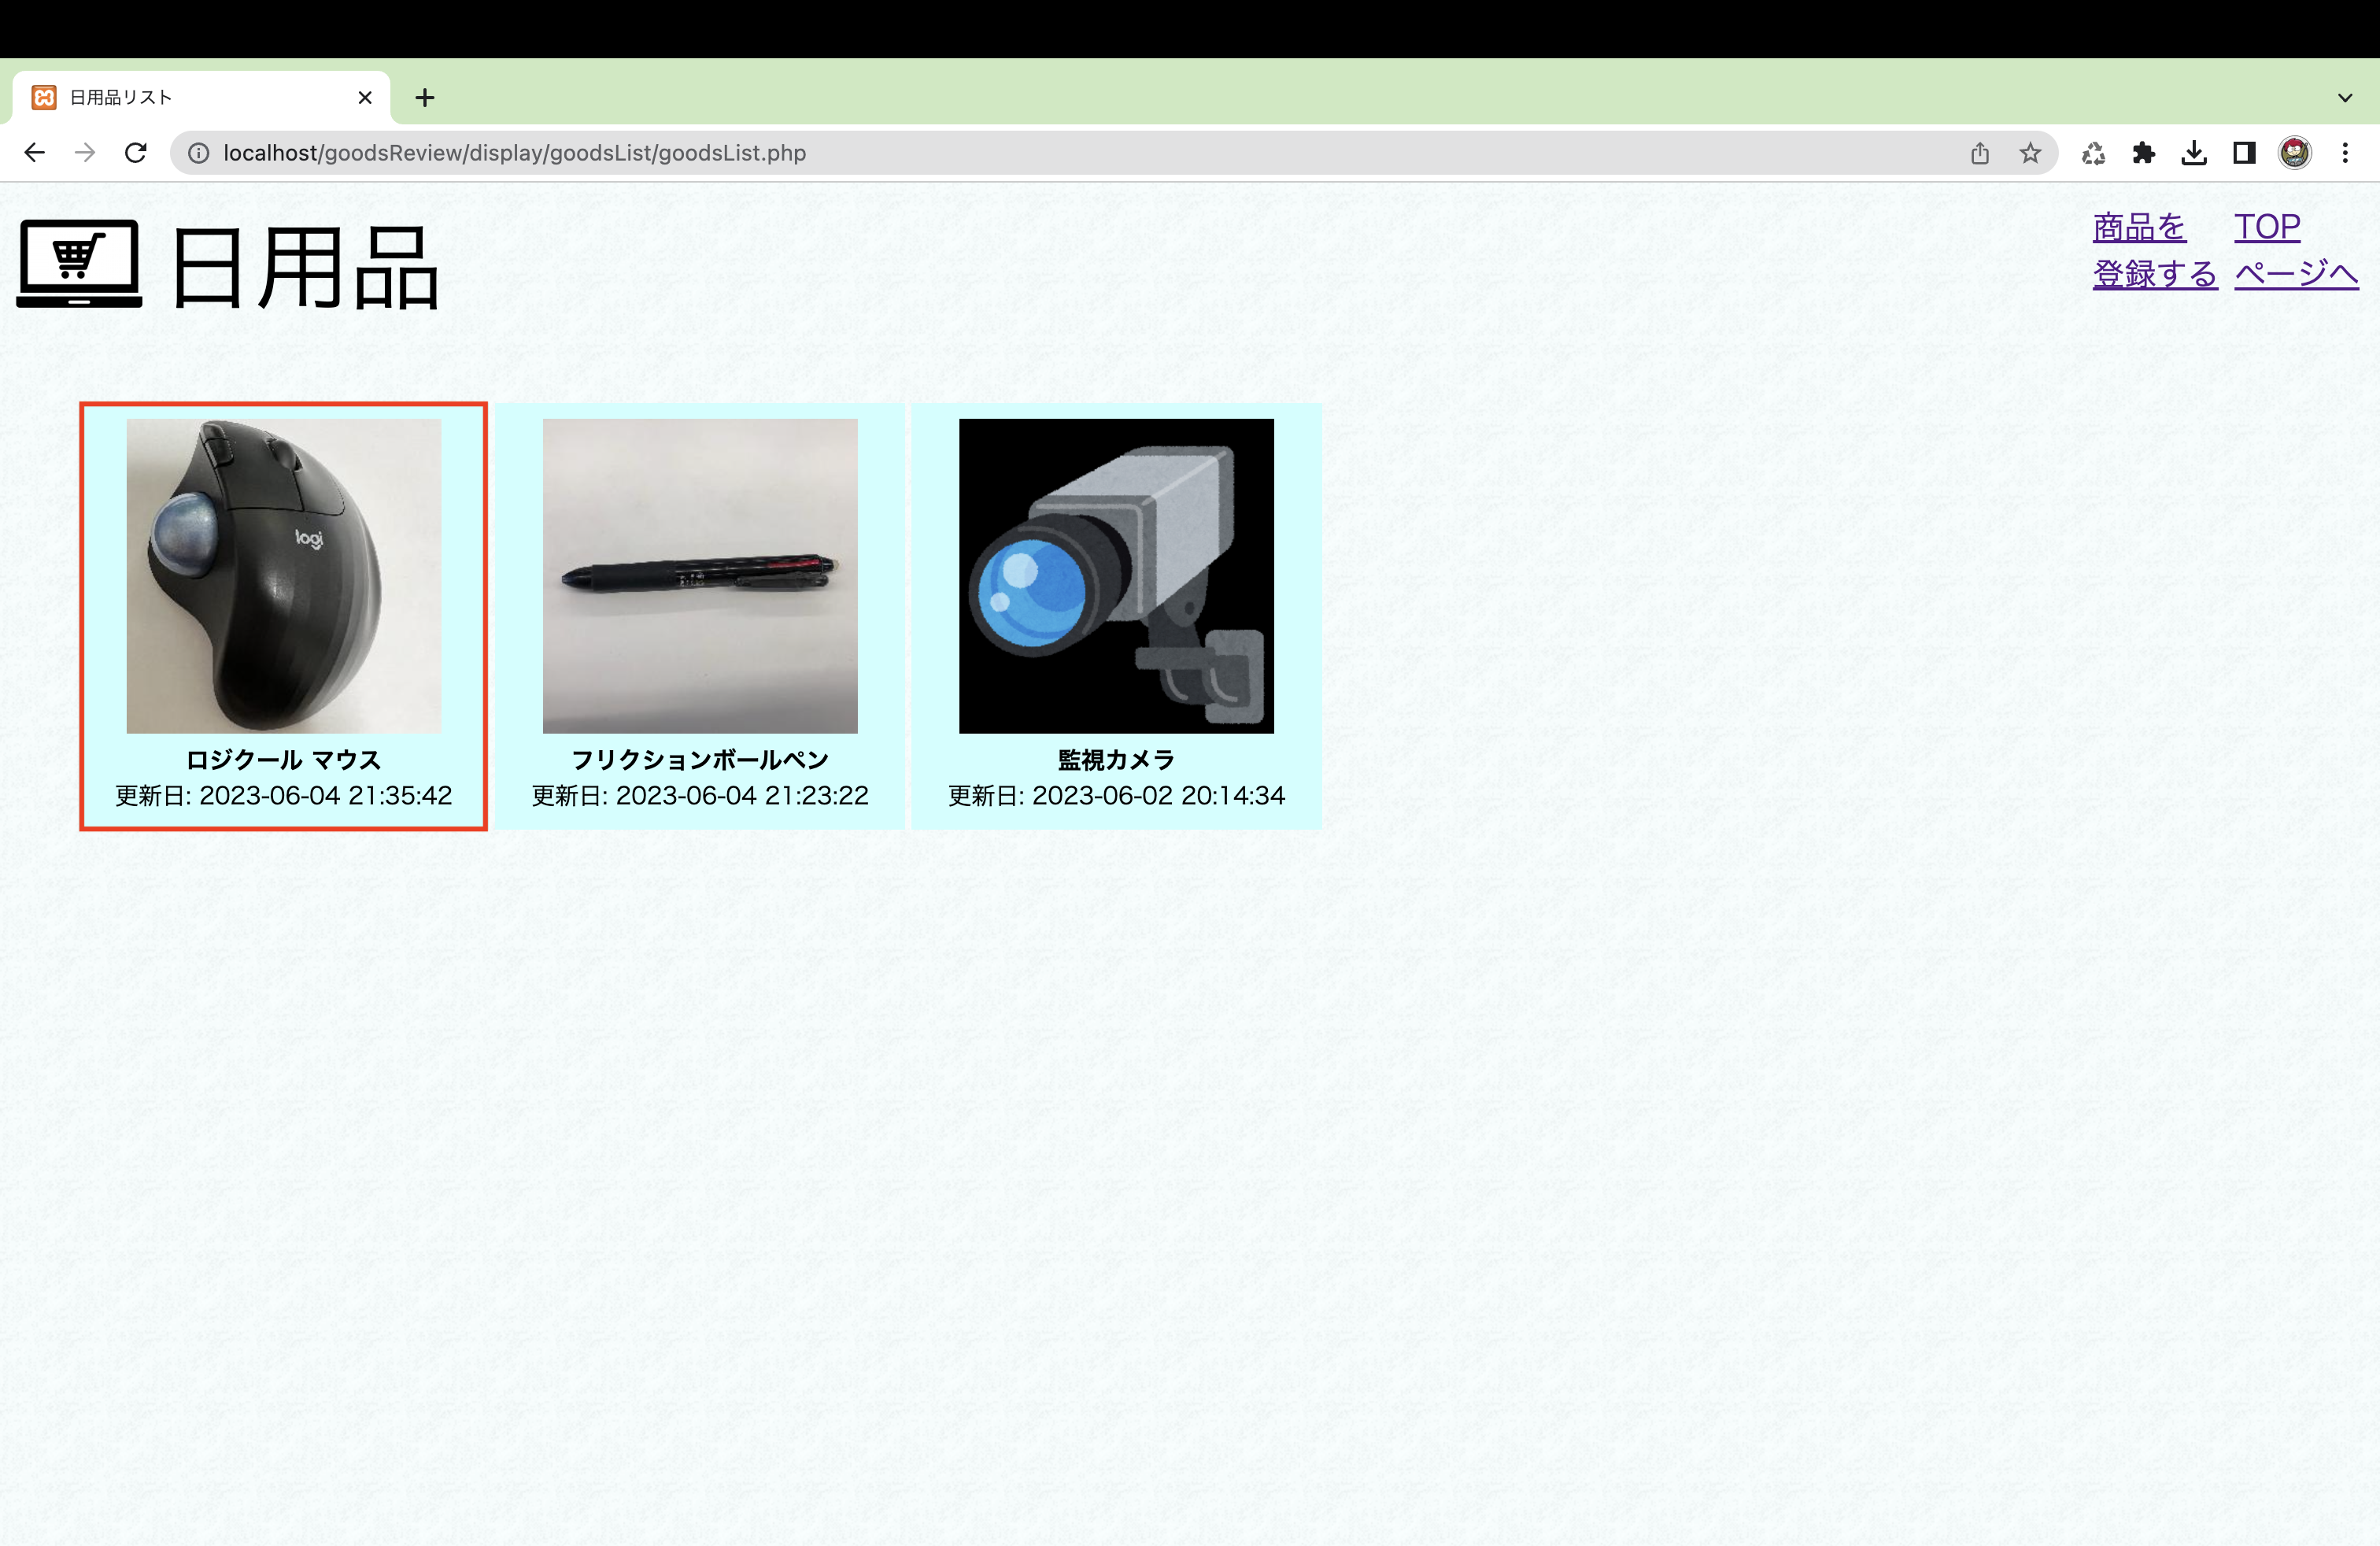 日用品リスト
localhost/goodsReview/display/goodsList/goodsList.php
日用品
商品を
登録する
TOP
ページへ
logi
ロジクール マウス
更新日: 2023-06-04 21:35:42
フリクションボールペン
更新日: 2023-06-04 21:23:22
監視カメラ
更新日: 2023-06-02 20:14:34